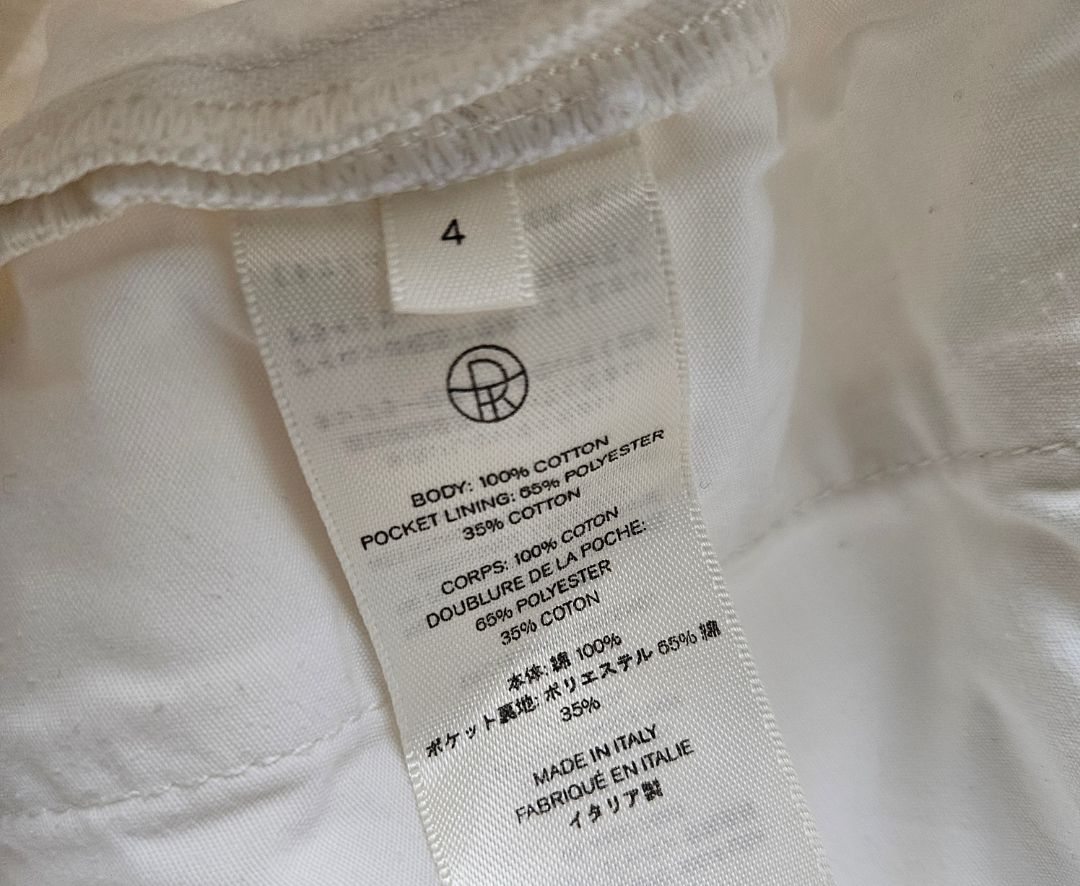 4
BODY: 100% COTTON
POCKET LINING: 65% POLYESTER
35% COTTON
CORPS: 100% COTON
DOUBLURE DE LA POCHE:
65% POLYESTER
35% COTON
本体: 綿 100%
ポケット裏地: ポリエステル 65% 綿
35%
MADE IN ITALY
FABRIQUÉ EN ITALIE
イタリア製